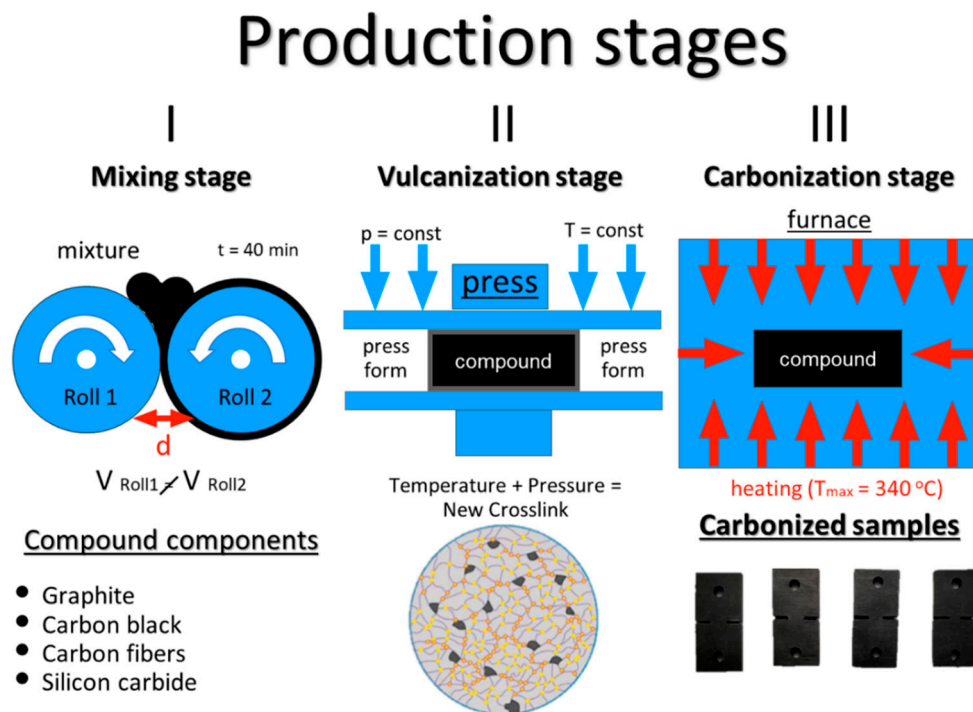 Production stages
I
Mixing stage
mixture
t = 40 min
Roll 1
Roll 2
d
V Roll1 ≠ V Roll2
Compound components
• Graphite
• Carbon black
• Carbon fibers
• Silicon carbide
II
Vulcanization stage
p = const
T = const
press
press
form
compound
press
form
Temperature + Pressure =
New Crosslink
III
Carbonization stage
furnace
compound
heating (Tmax = 340 °C)
Carbonized samples